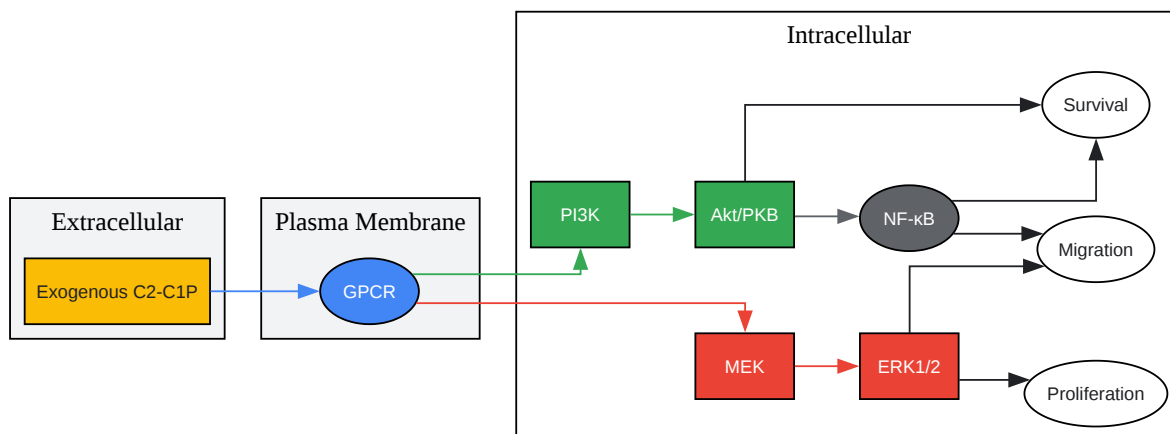 Intracellular
Survival
Extracellular
Plasma Membrane
PI3K
Akt/PKB
NF-κB
Migration
Exogenous C2-C1P
GPCR
MEK
ERK1/2
Proliferation